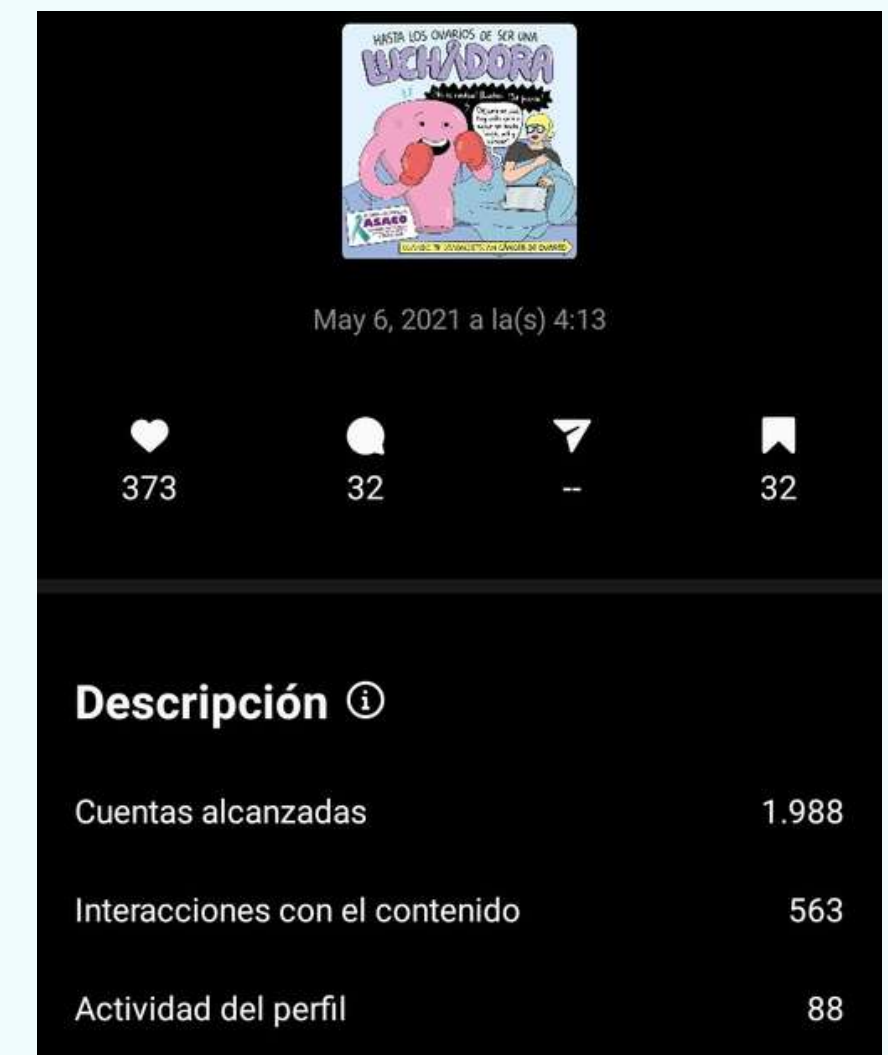 HASTA LOS OVARIOS DE SER UNA
LUCHADORA
ASACO
May 6, 2021 a la(s) 4:13
373
32
--
32
Descripción
Cuentas alcanzadas
1.988
Interacciones con el contenido
563
Actividad del perfil
88